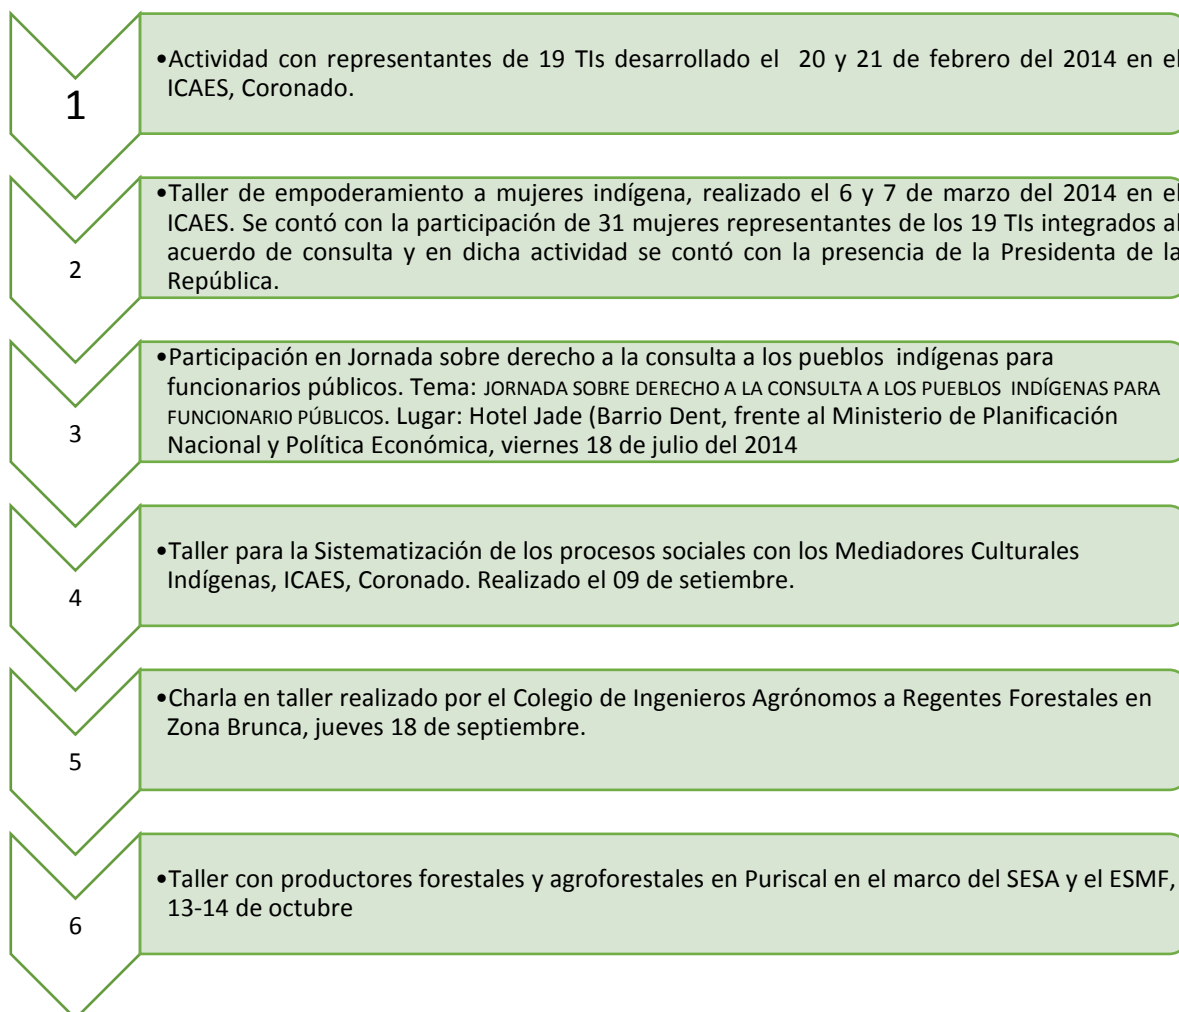 1
•Actividad con representantes de 19 TIs desarrollado el 20 y 21 de febrero del 2014 en el
ICAES, Coronado.
2
•Taller de empoderamiento a mujeres indígena, realizado el 6 y 7 de marzo del 2014 en el
ICAES. Se contó con la participación de 31 mujeres representantes de los 19 TIs integrados al
acuerdo de consulta y en dicha actividad se contó con la presencia de la Presidenta de la
República.
3
•Participación en Jornada sobre derecho a la consulta a los pueblos indígenas para
funcionarios públicos. Tema: JORNADA SOBRE DERECHO A LA CONSULTA A LOS PUEBLOS INDÍGENAS PARA
FUNCIONARIO PÚBLICOS. Lugar: Hotel Jade (Barrio Dent, frente al Ministerio de Planificación
Nacional y Política Económica, viernes 18 de julio del 2014
4
•Taller para la Sistematización de los procesos sociales con los Mediadores Culturales
Indígenas, ICAES, Coronado. Realizado el 09 de setiembre.
5
•Charla en taller realizado por el Colegio de Ingenieros Agrónomos a Regentes Forestales en
Zona Brunca, jueves 18 de septiembre.
6
•Taller con productores forestales y agroforestales en Puriscal en el marco del SESA y el ESMF,
13-14 de octubre